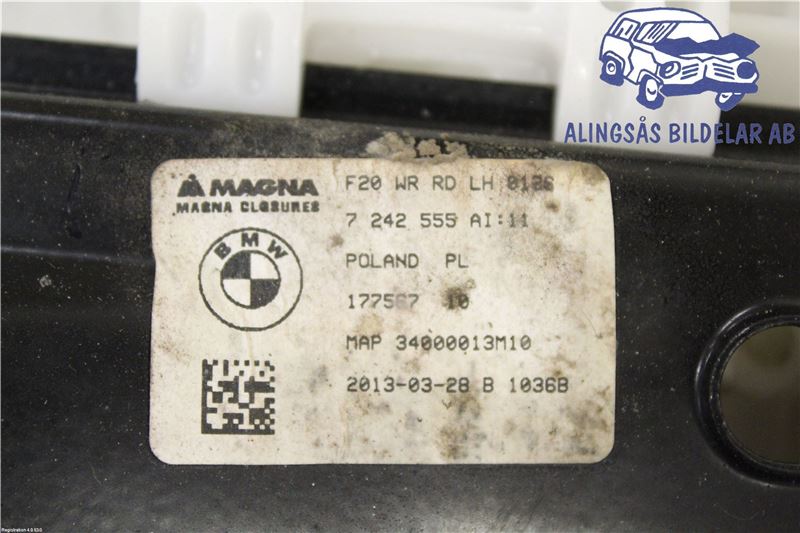 ALINGSÅS BILDELAR AB
MAGNA
MAGNA CLOSURES
BMW
F20 WR RD LH
7 242 555 AI:11
POLAND PL
177567 10
MAP 34000013M10
2013-03-28 B 1036B